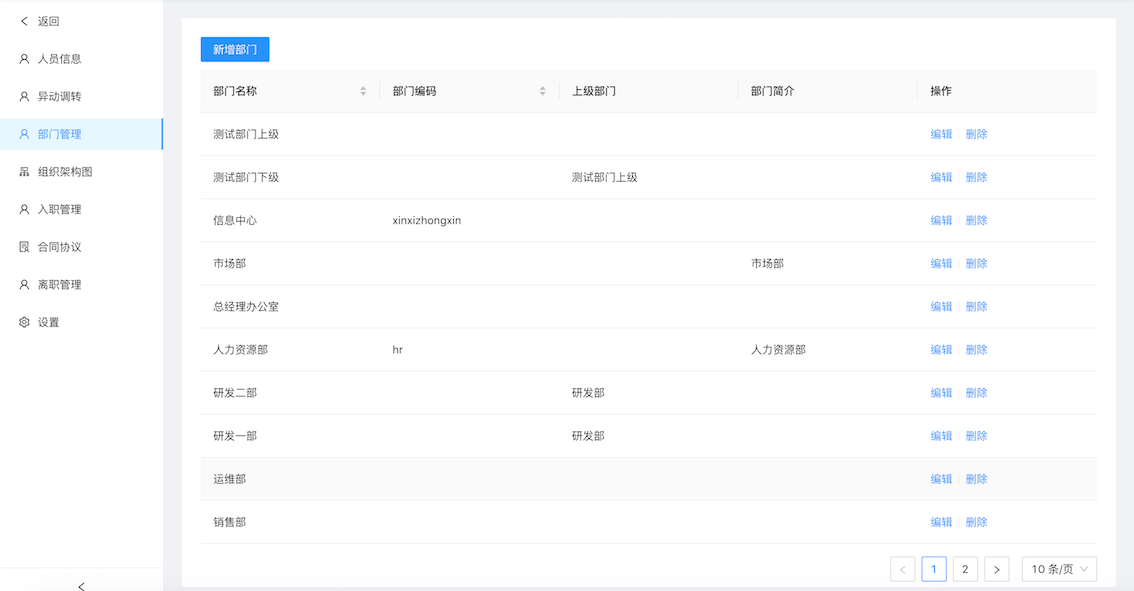 返回
人员信息
异动调转
部门管理
组织架构图
入职管理
合同协议
离职管理
设置
新增部门
部门名称 部门编码 上级部门 部门简介 操作
测试部门上级 编辑 删除
测试部门下级 测试部门上级 编辑 删除
信息中心 xinxizhongxin 编辑 删除
市场部 市场部 编辑 删除
总经理办公室 编辑 删除
人力资源部 hr 人力资源部 编辑 删除
研发二部 研发部 编辑 删除
研发一部 研发部 编辑 删除
运维部 编辑 删除
销售部 编辑 删除
1 2 10 条/页